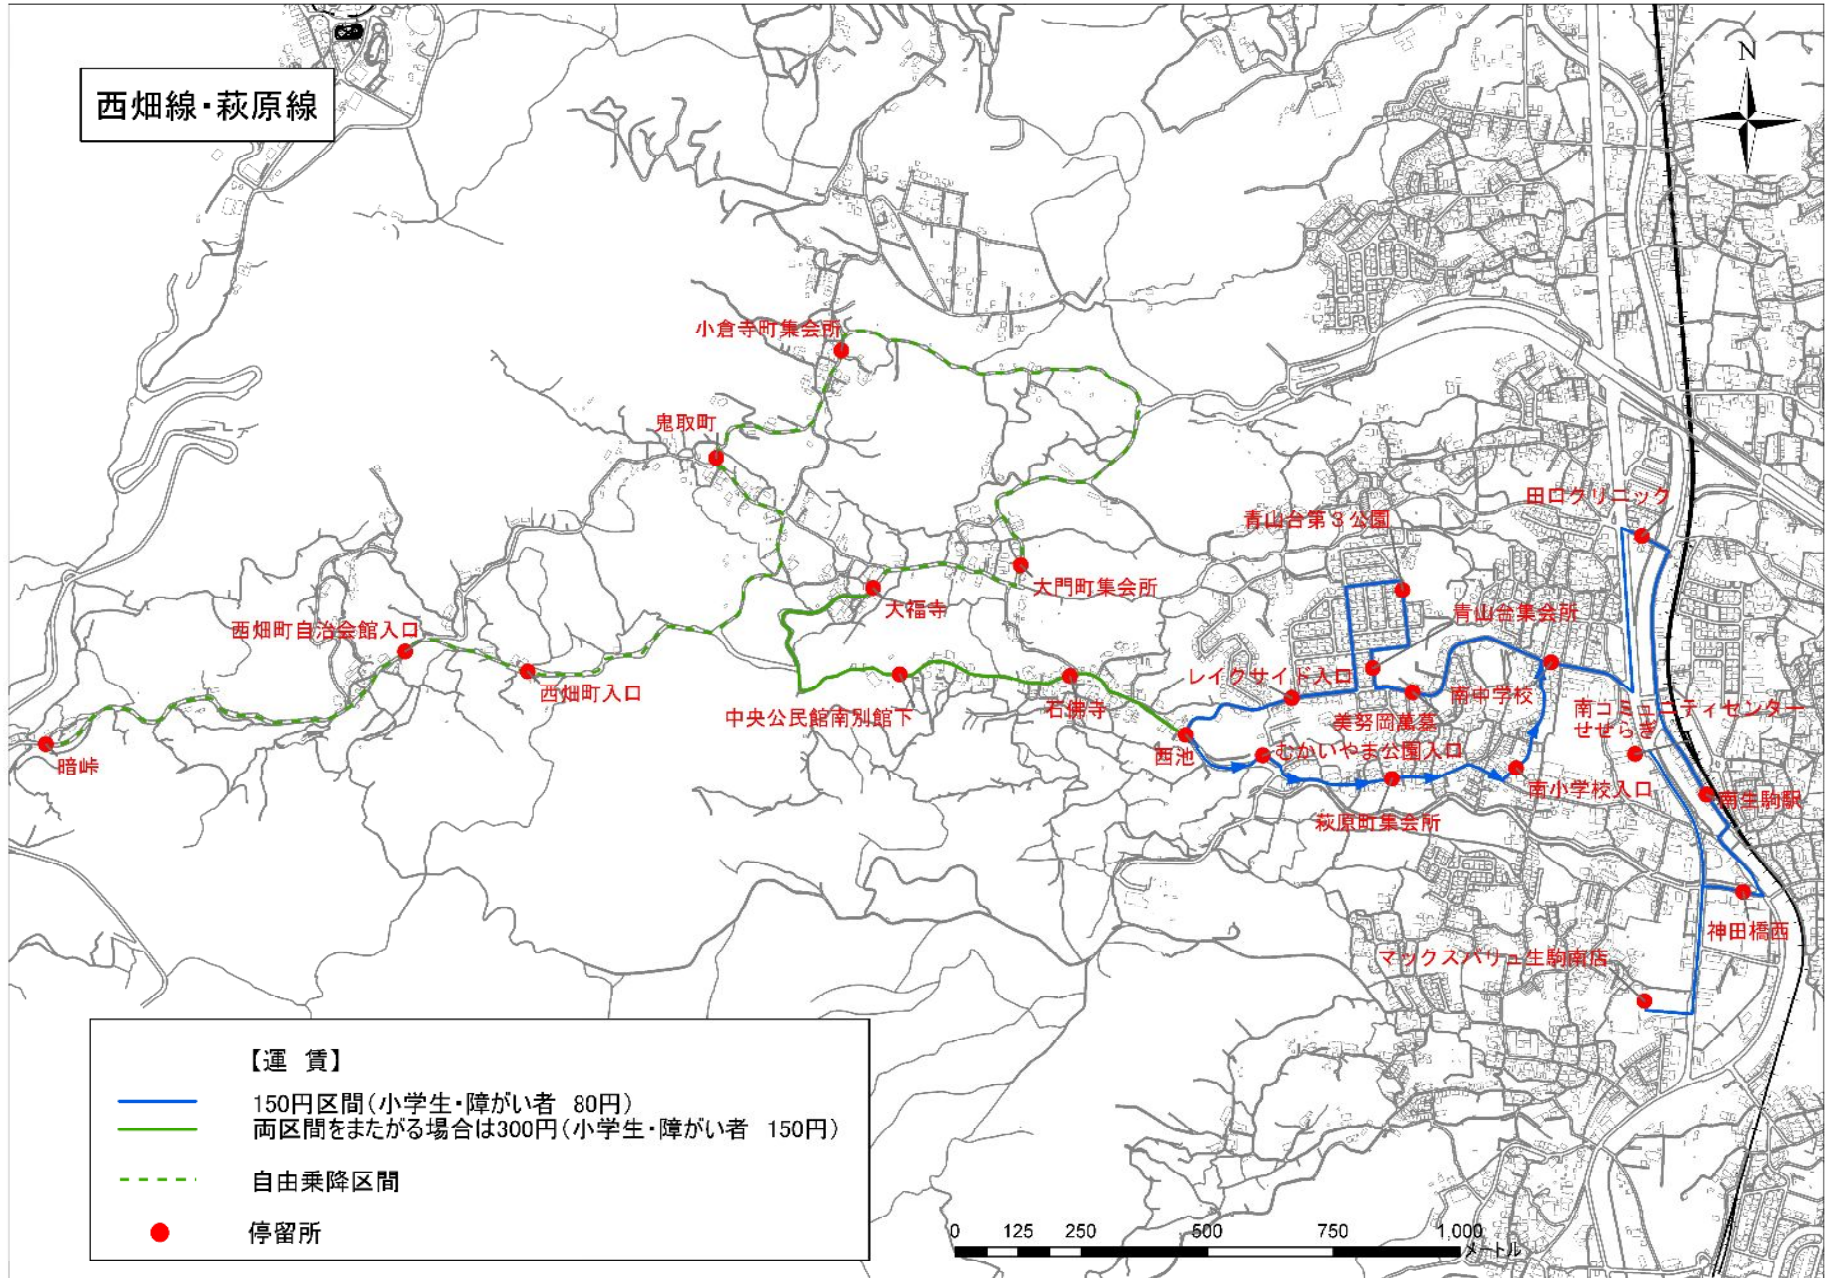 西畑線・萩原線
N
小倉寺町集会所
鬼取町
田口クリニック
青山台第3公園
大門町集会所
大福寺
青山台集会所
西畑町自治会館入口
西畑町入口
レイクサイド入口
南中学校
中央公民館南別館下
石佛寺
美努岡萬墓
南コミュニティセンター
せせらぎ
西池
むかいやま公園入口
暗峠
南小学校入口
南生駒駅
萩原町集会所
神田橋西
マックスバリュ生駒南店
【運 賃】
150円区間(小学生・障がい者 80円)
両区間をまたがる場合は300円(小学生・障がい者 150円)
自由乗降区間
停留所
0 125 250 500 750 1,000
メートル